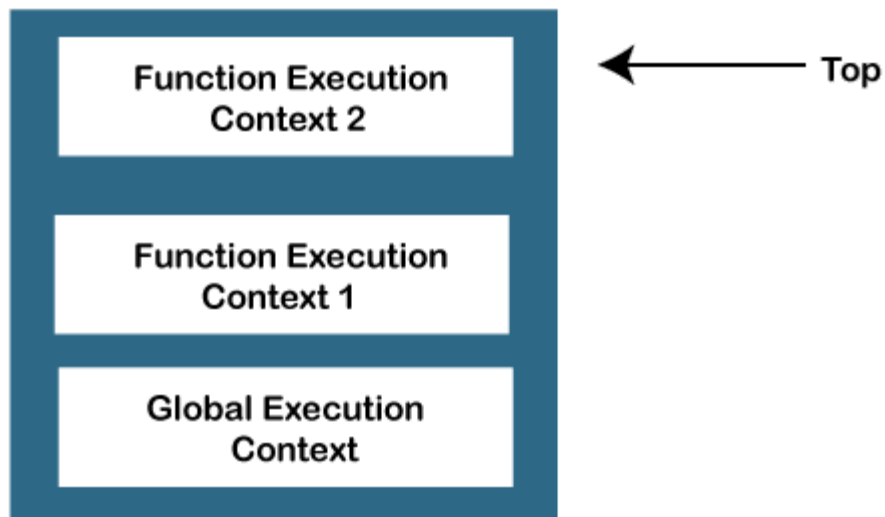 Function Execution
Context 2
Top
Function Execution
Context 1
Global Execution
Context